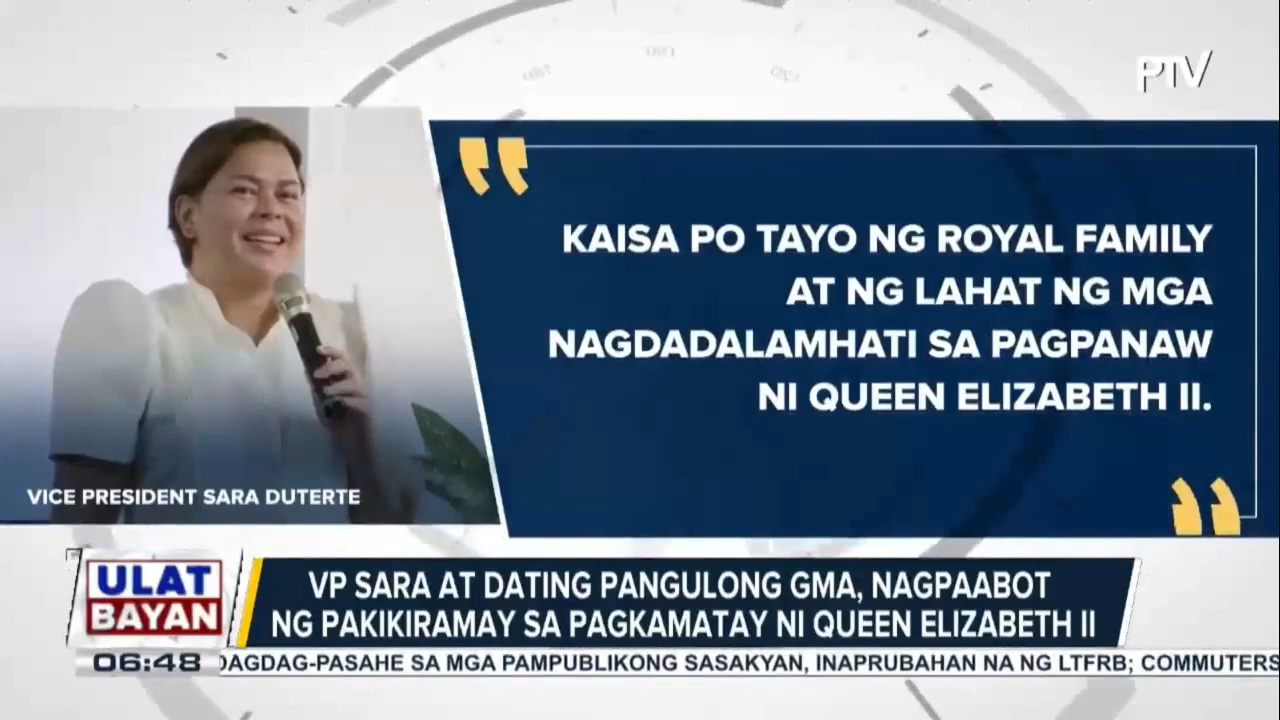 PTV
KAISA PO TAYO NG ROYAL FAMILY
AT NG LAHAT NG MGA
NAGDADALAMHATI SA PAGPANAW
NI QUEEN ELIZABETH II.
VICE PRESIDENT SARA DUTERTE
ULAT
BAYAN
VP SARA AT DATING PANGULONG GMA, NAGPAABOT
NG PAKIKIRAMAY SA PAGKAMATAY NI QUEEN ELIZABETH II
06:48
DAGDAG-PASAHE SA MGA PAMPUBLIKONG SASAKYAN, INAPRUBAHAN NA NG LTFRB; COMMUTERS